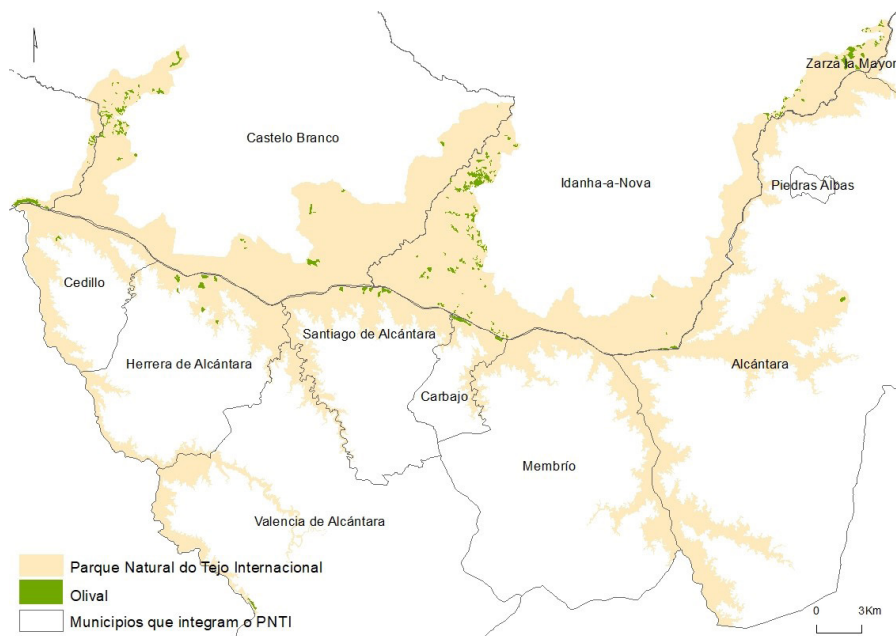 Zarza la Mayor
Castelo Branco
Idanha-a-Nova
Piedras Albas
Cedillo
Santiago de Alcántara
Herrera de Alcántara
Alcántara
Carbajo
Membrío
Valencia de Alcántara
Parque Natural do Tejo Internacional
Olival
Municipios que integram o PNTI
0 3Km